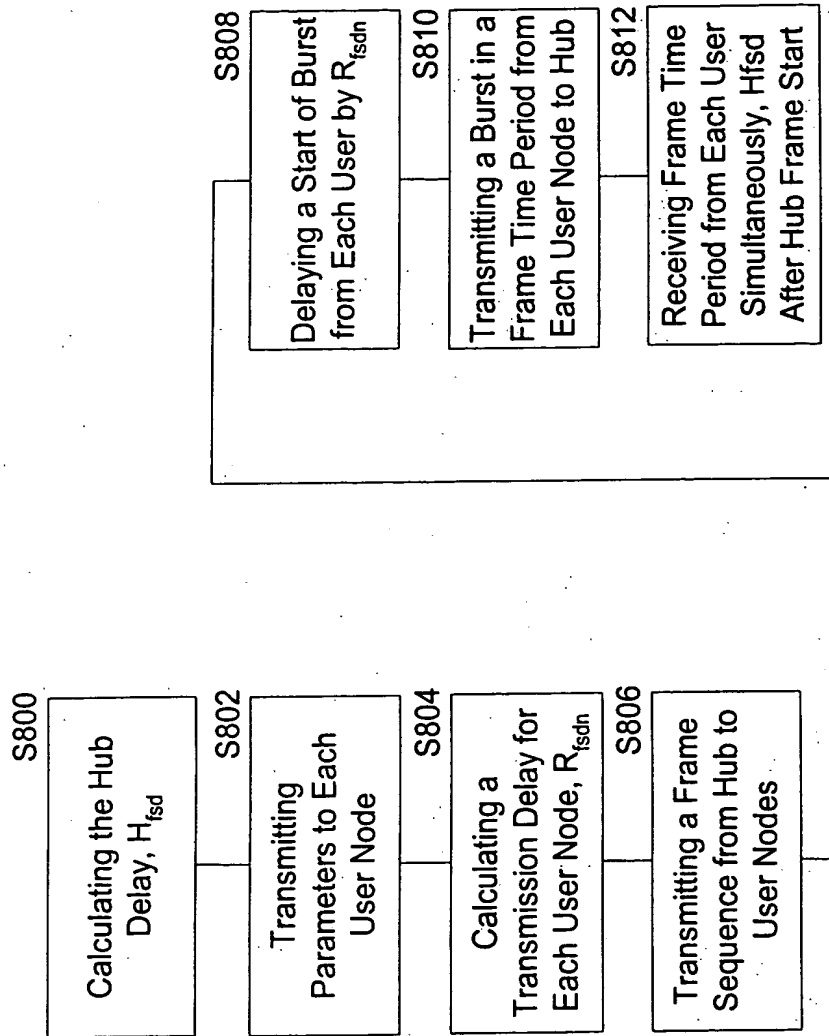 S800
Calculating the Hub
Delay, H_fsd
S802
Transmitting
Parameters to Each
User Node
S804
Calculating a
Transmission Delay for
Each User Node, R_fsdn
S806
Transmitting a Frame
Sequence from Hub to
User Nodes
S808
Delaying a Start of Burst
from Each User by R_fsdn
S810
Transmitting a Burst in a
Frame Time Period from
Each User Node to Hub
S812
Receiving Frame Time
Period from Each User
Simultaneously, Hfsd
After Hub Frame Start